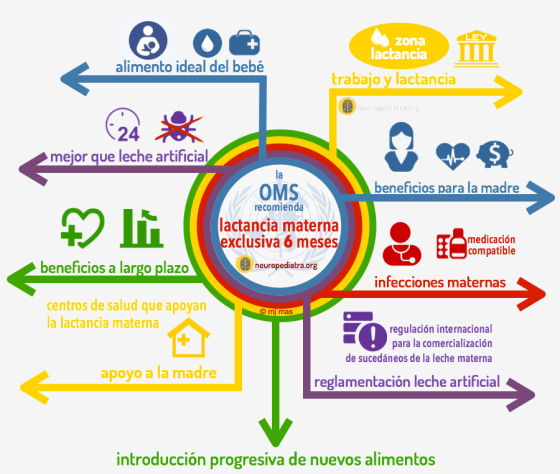 alimento ideal del bebé
zona
lactancia
LEY
trabajo y lactancia
neuropediatra.org
24
mejor que leche artificial
la
OMS
recomienda
lactancia materna
exclusiva 6 meses
neuropediatra.org
© mj mas
beneficios para la madre
beneficios a largo plazo
medicación
compatible
infecciones maternas
centros de salud que apoyan
la lactancia materna
apoyo a la madre
regulación internacional
para la comercialización
de sucedáneos de la leche materna
reglamentación leche artificial
introducción progresiva de nuevos alimentos